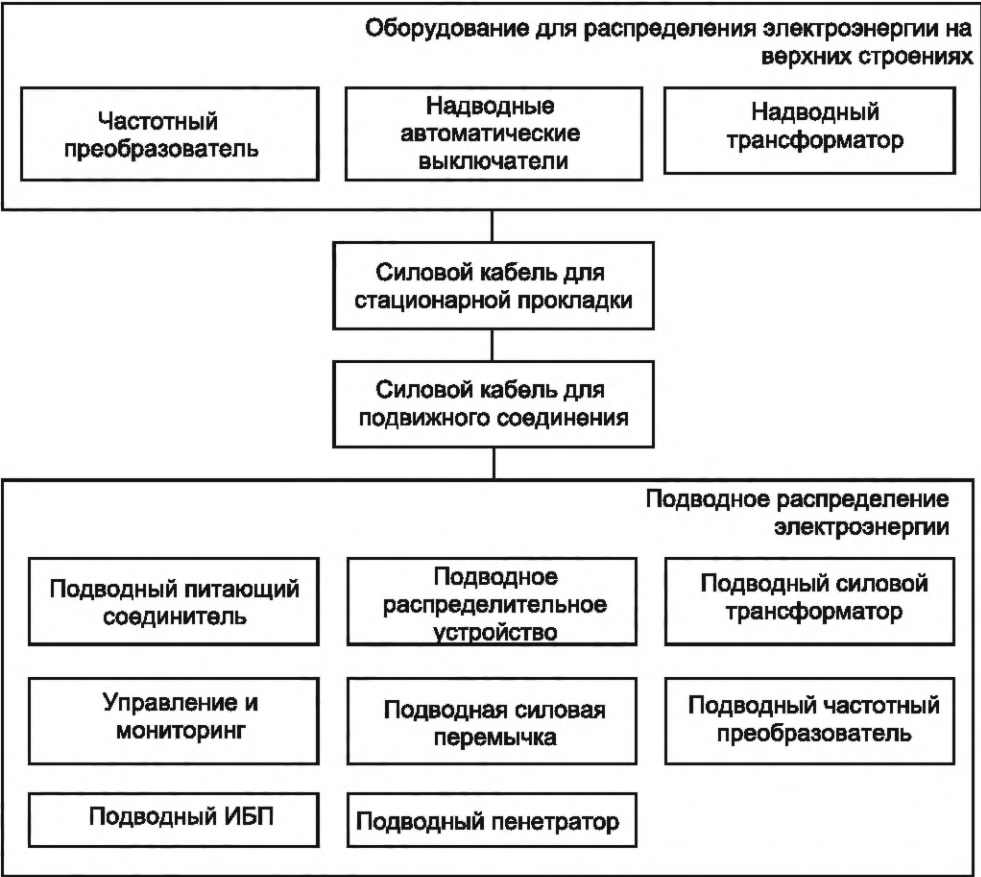 Оборудование для распределения электроэнергии на
верхних строениях
Частотный
преобразователь
Надводные
автоматические
выключатели
Надводный
трансформатор
Силовой кабель для
стационарной прокладки
Силовой кабель для
подвижного соединения
Подводное распределение
электроэнергии
Подводный питающий
соединитель
Подводное
распределительное
устройство
Подводный силовой
трансформатор
Управление и
мониторинг
Подводная силовая
перемычка
Подводный частотный
преобразователь
Подводный ИБП
Подводный пенетратор